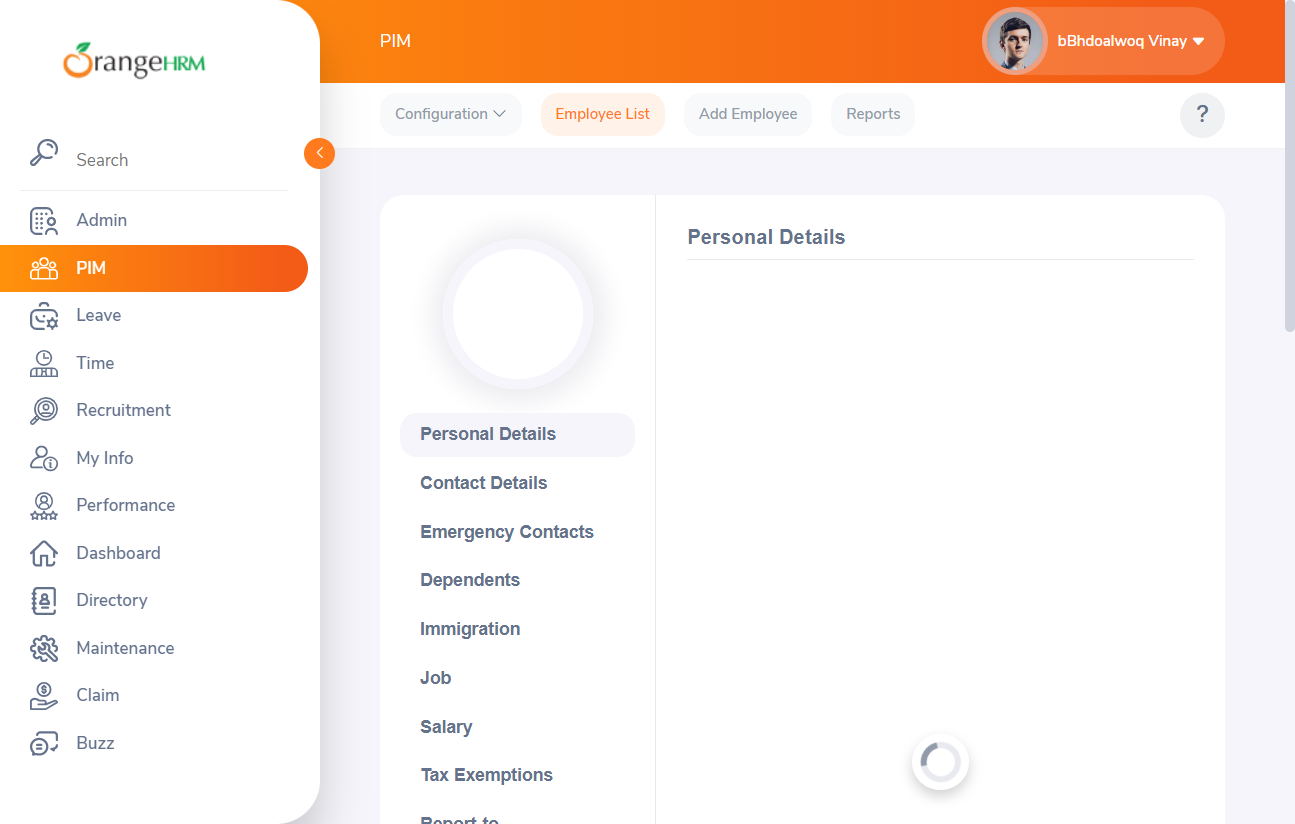 OrangeHRM
PIM
bBhdoalwoq Vinay
Configuration
Employee List
Add Employee
Reports
?
Search
Admin
PIM
Leave
Time
Recruitment
My Info
Performance
Dashboard
Directory
Maintenance
Claim
Buzz
Personal Details
Contact Details
Emergency Contacts
Dependents
Immigration
Job
Salary
Tax Exemptions
Report-to
Personal Details